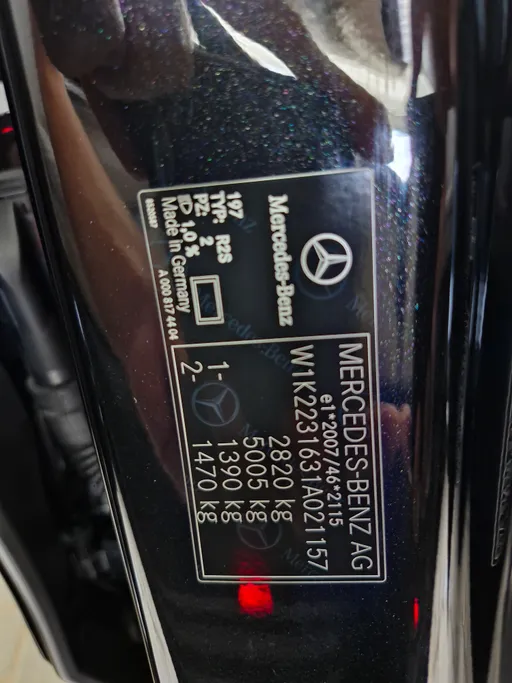 Mercedes-Benz
197
TYP: R2S
PZ: 2
1,0 %
Made in Germany
6520657
A 000 817 44 04
MERCEDES-BENZ AG
e1*2007/46*2115
W1K2231631A021157
2820 kg
5005 kg
1- 1390 kg
2- 1470 kg